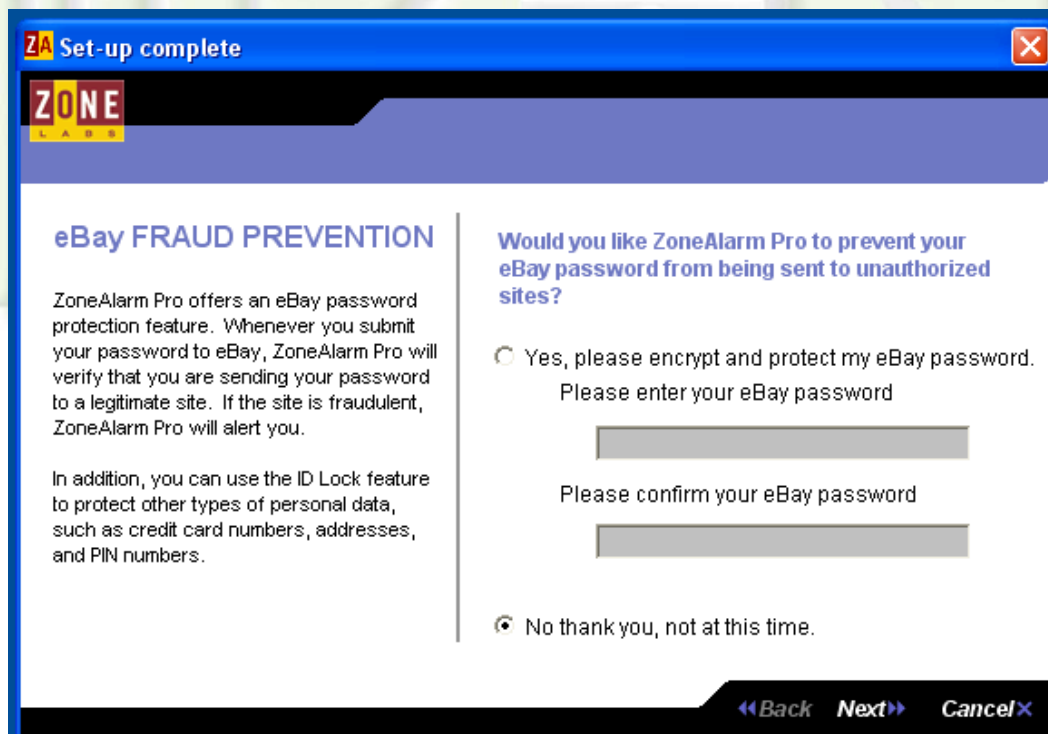 ZA Set-up complete
ZONE
LABS
eBay FRAUD PREVENTION
ZoneAlarm Pro offers an eBay password
protection feature. Whenever you submit
your password to eBay, ZoneAlarm Pro will
verify that you are sending your password
to a legitimate site. If the site is fraudulent,
ZoneAlarm Pro will alert you.
In addition, you can use the ID Lock feature
to protect other types of personal data,
such as credit card numbers, addresses,
and PIN numbers.
Would you like ZoneAlarm Pro to prevent your
eBay password from being sent to unauthorized
sites?
Yes, please encrypt and protect my eBay password.
Please enter your eBay password
Please confirm your eBay password
No thank you, not at this time.
Back Next Cancel